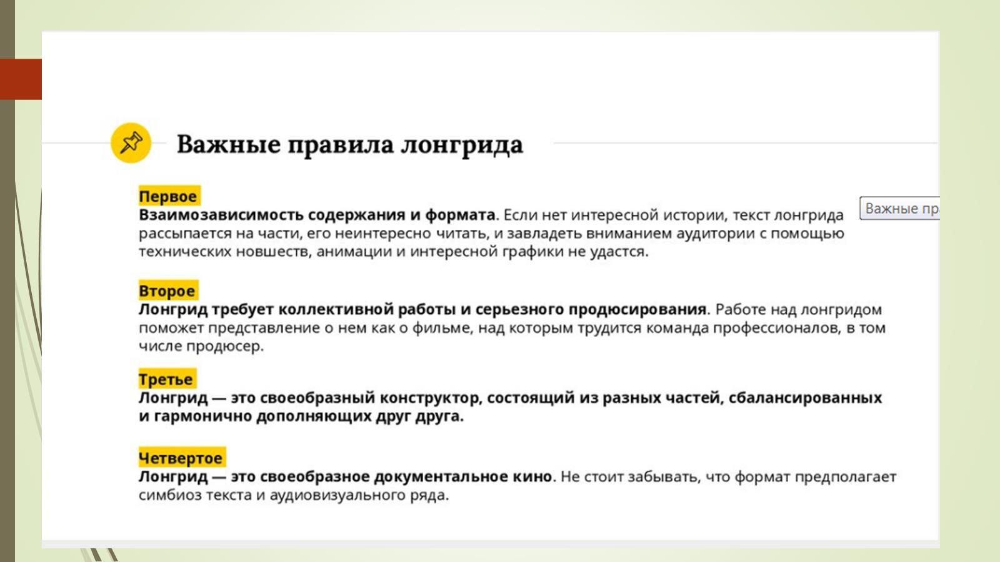 Важные правила лонгрида
Первое
Взаимозависимость содержания и формата. Если нет интересной истории, текст лонгрида
рассыпается на части, его неинтересно читать, и завладеть вниманием аудитории с помощью
технических новшеств, анимации и интересной графики не удастся.
Важные пра
Второе
Лонгрид требует коллективной работы и серьезного продюсирования. Работе над лонгридом
поможет представление о нем как о фильме, над которым трудится команда профессионалов, в том
числе продюсер.
Третье
Лонгрид — это своеобразный конструктор, состоящий из разных частей, сбалансированных
и гармонично дополняющих друг друга.
Четвертое
Лонгрид — это своеобразное документальное кино. Не стоит забывать, что формат предполагает
симбиоз текста и аудиовизуального ряда.